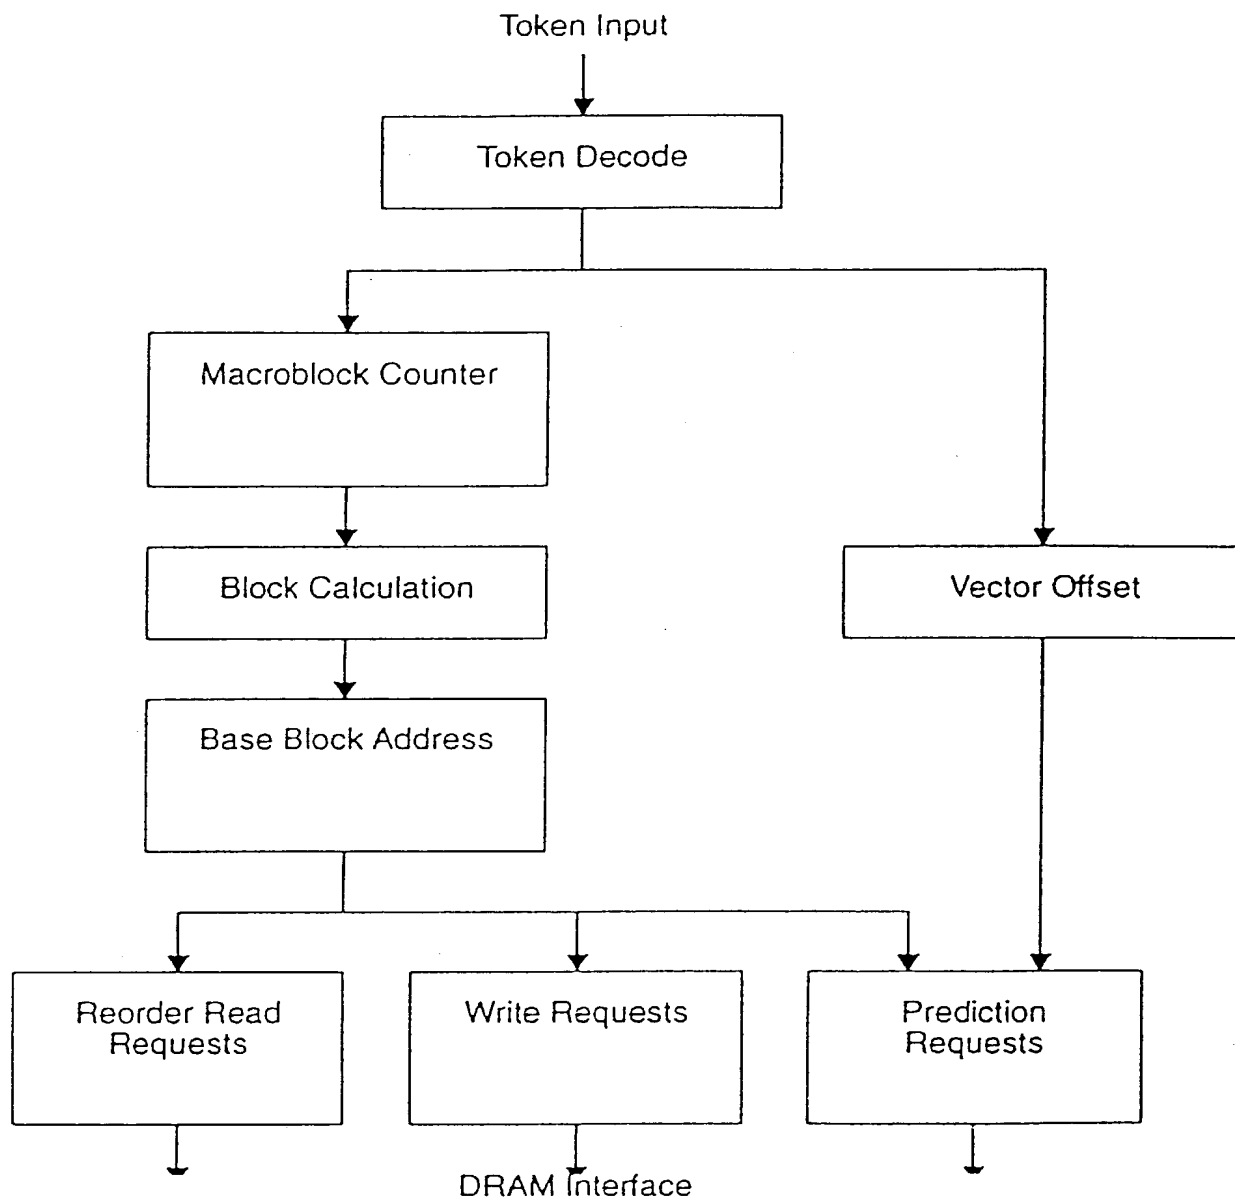 Token Input
Token Decode
Macroblock Counter
Block Calculation
Vector Offset
Base Block Address
Reorder Read
Requests
Write Requests
Prediction
Requests
DRAM Interface